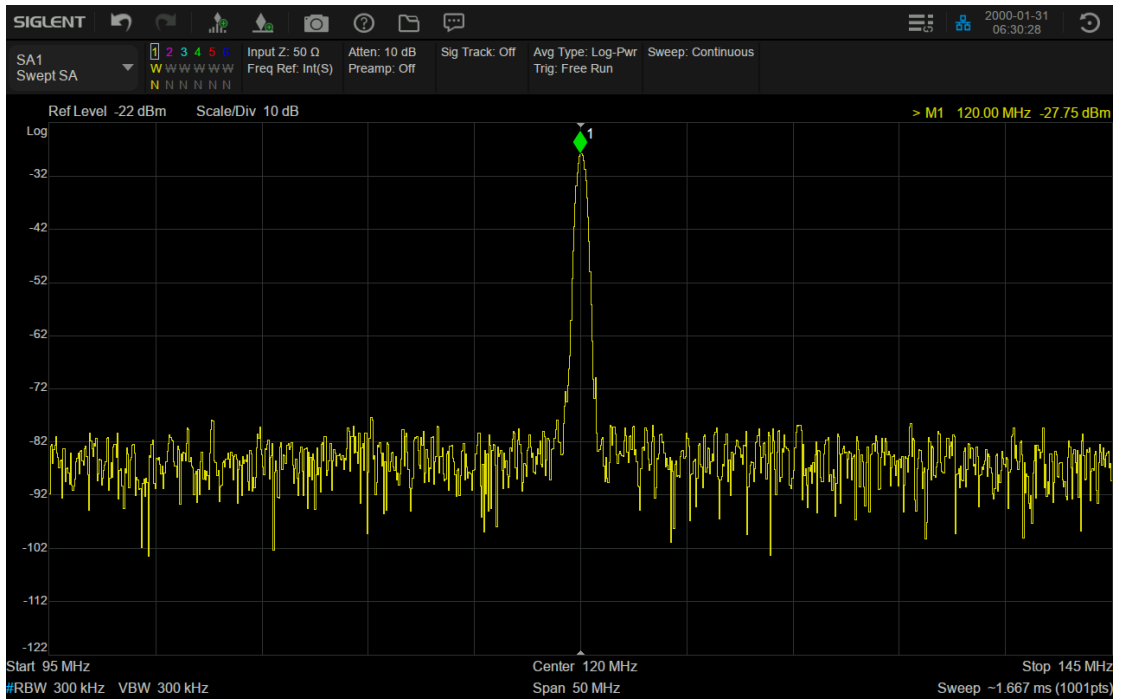 SIGLENT
2000-01-31
06:30:28
SA1
Swept SA
1 2 3 4 5 6
W W W W W W
N N N N N N
Input Z: 50 Ω
Freq Ref: Int(S)
Atten: 10 dB
Preamp: Off
Sig Track: Off
Avg Type: Log-Pwr
Trig: Free Run
Sweep: Continuous
Ref Level -22 dBm Scale/Div 10 dB
> M1 120.00 MHz -27.75 dBm
Log
1
-32
-42
-52
-62
-72
-82
-92
-102
-112
-122
Start 95 MHz
Center 120 MHz
Stop 145 MHz
#RBW 300 kHz VBW 300 kHz
Span 50 MHz
Sweep ~1.667 ms (1001pts)